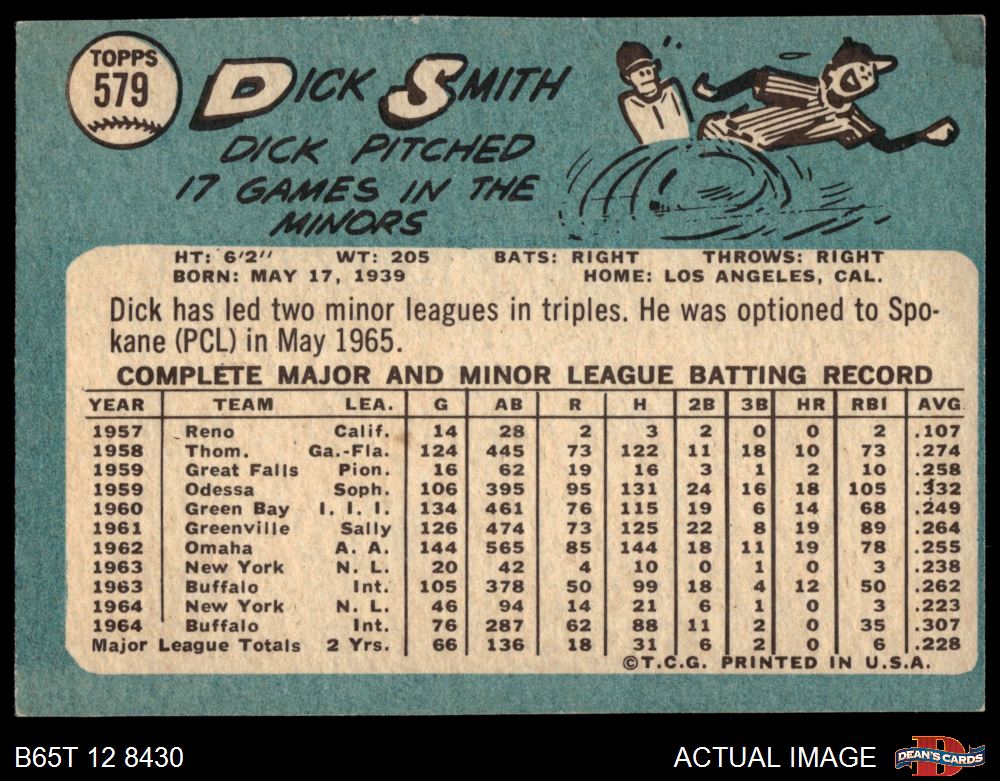 TOPPS
579
DICK SMITH
DICK PITCHED
17 GAMES IN THE
MINORS
HT: 6'2" WT: 205 BATS: RIGHT THROWS: RIGHT
BORN: MAY 17, 1939 HOME: LOS ANGELES, CAL.
Dick has led two minor leagues in triples. He was optioned to Spo-
kane (PCL) in May 1965.
COMPLETE MAJOR AND MINOR LEAGUE BATTING RECORD
YEAR TEAM LEA. G AB R H 2B 3B HR RBI AVG.
1957 Reno Calif. 14 28 2 3 2 0 0 2 .107
1958 Thom. Ga.-Fla. 124 445 73 122 11 18 10 73 .274
1959 Great Falls Pion. 16 62 19 16 3 1 2 10 .258
1959 Odessa Soph. 106 395 95 131 24 16 18 105 .332
1960 Green Bay I. I. I. 134 461 76 115 19 6 14 68 .249
1961 Greenville Sally 126 474 73 125 22 8 19 89 .264
1962 Omaha A. A. 144 565 85 144 18 11 19 78 .255
1963 New York N. L. 20 42 4 10 0 1 0 3 .238
1963 Buffalo Int. 105 378 50 99 18 4 12 50 .262
1964 New York N. L. 46 94 14 21 6 1 0 3 .223
1964 Buffalo Int. 76 287 62 88 11 2 0 35 .307
Major League Totals 2 Yrs. 66 136 18 31 6 2 0 6 .228
©T.C.G. PRINTED IN U.S.A.
B65T 12 8430
ACTUAL IMAGE
D
DEAN'S CARDS